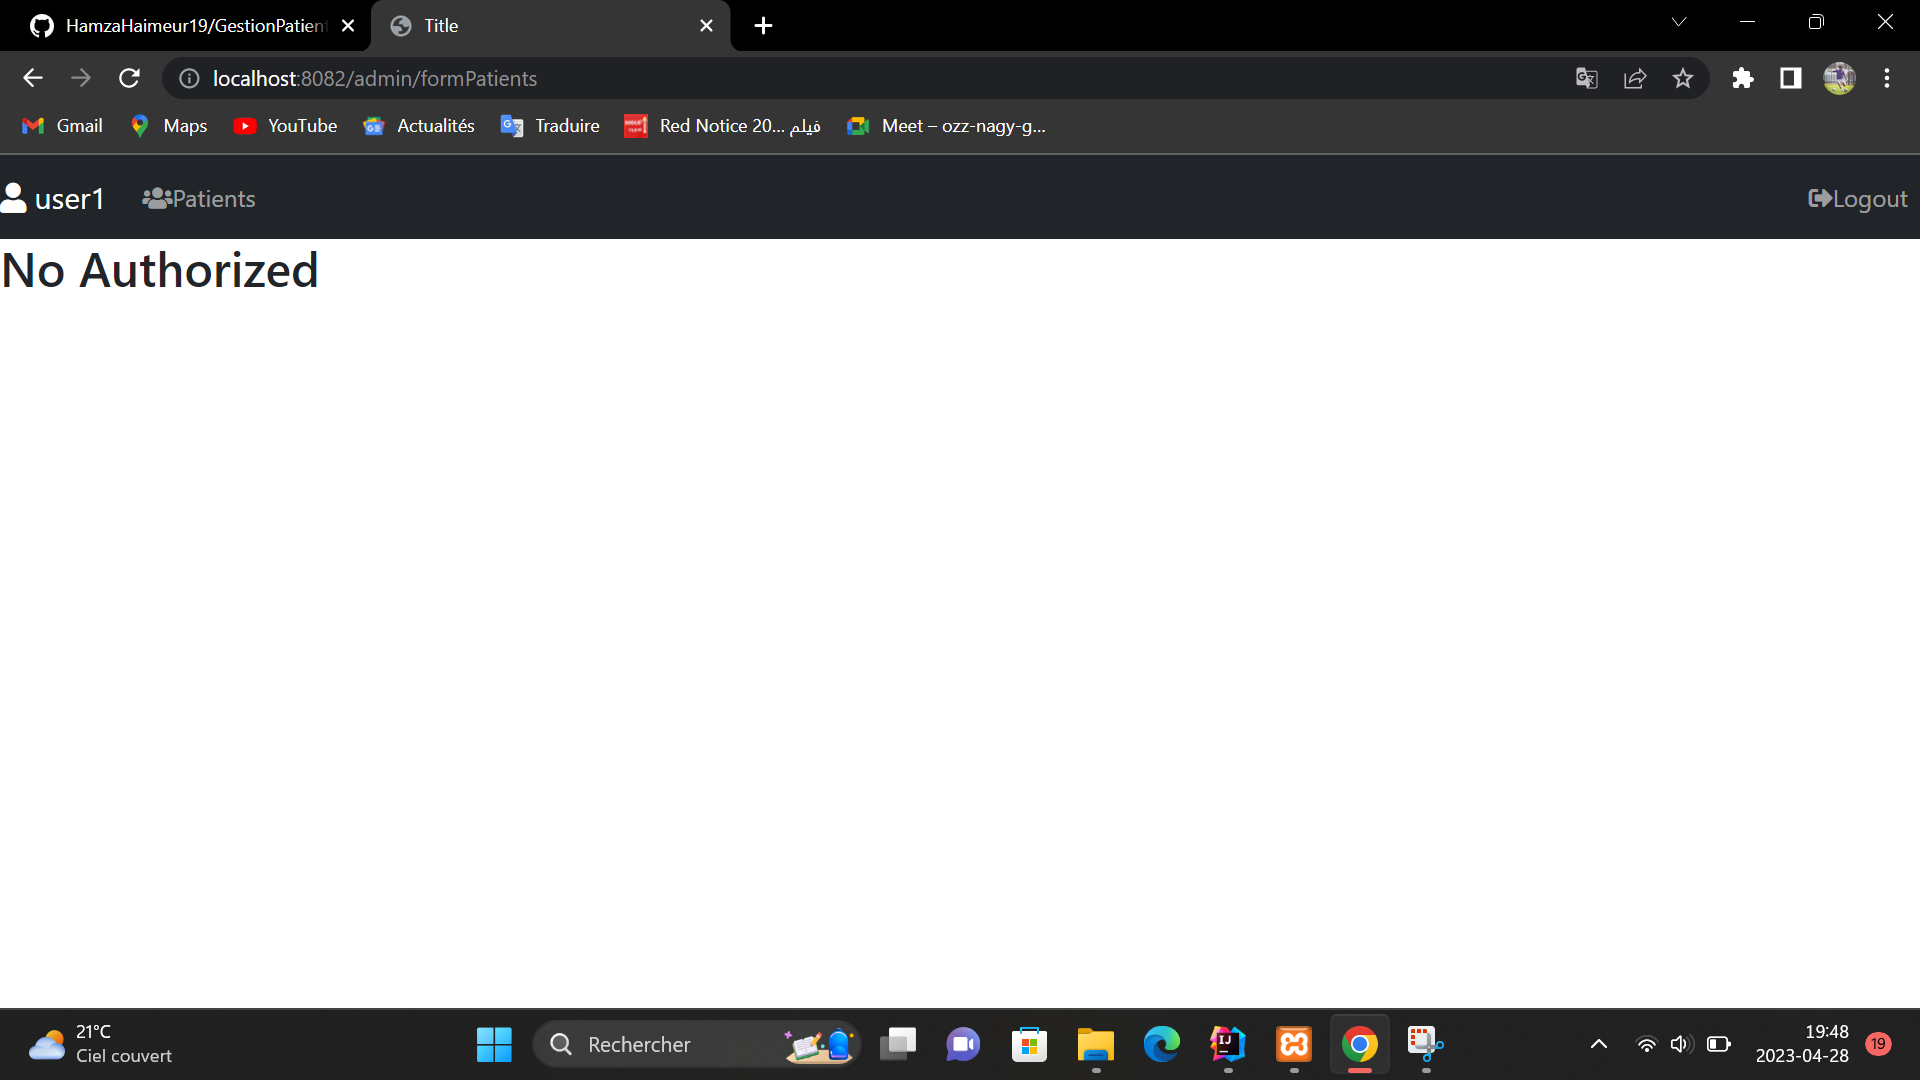 HamzaHaimeur19/GestionPatient
Title
localhost:8082/admin/formPatients
Gmail
Maps
YouTube
Actualités
Traduire
Red Notice 20... فيلم
Meet – ozz-nagy-g...
user1
Patients
Logout
No Authorized
21°C
Ciel couvert
Rechercher
19:48
2023-04-28
19